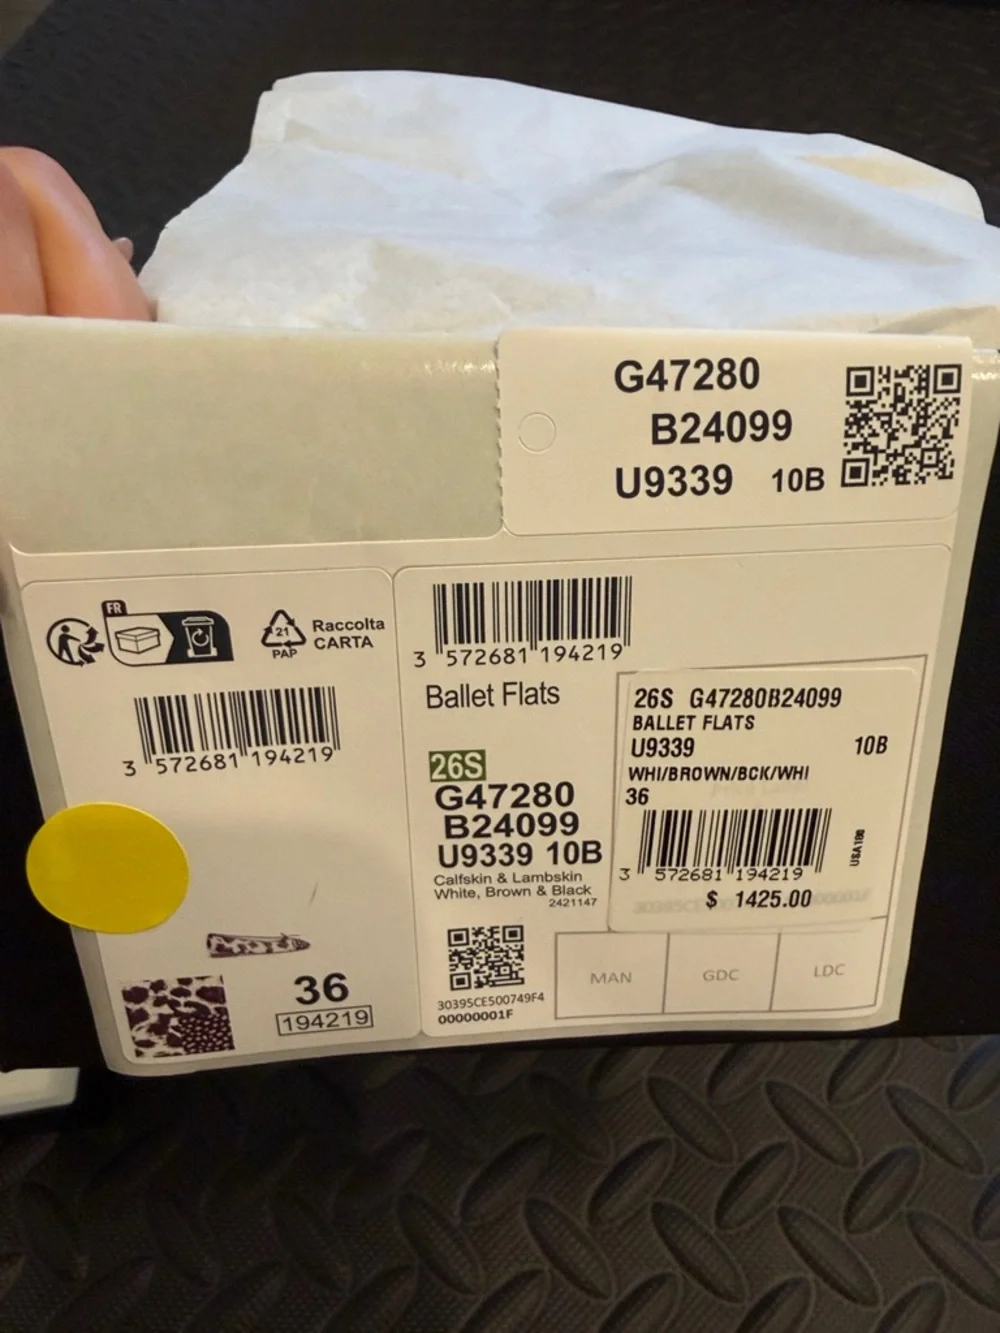 G47280
B24099
U9339 10B
FR
21
PAP
Raccolta
CARTA
3 572681 194219
36
194219
3 572681 194219
Ballet Flats
26S
G47280
B24099
U9339 10B
Calfskin & Lambskin
White, Brown & Black
2421147
30395CE500749F4
00000001F
26S G47280B24099
BALLET FLATS
U9339 10B
WHI/BROWN/BCK/WHI
36
3 572681 194219
USA188
$ 1425.00
MAN GDC LDC